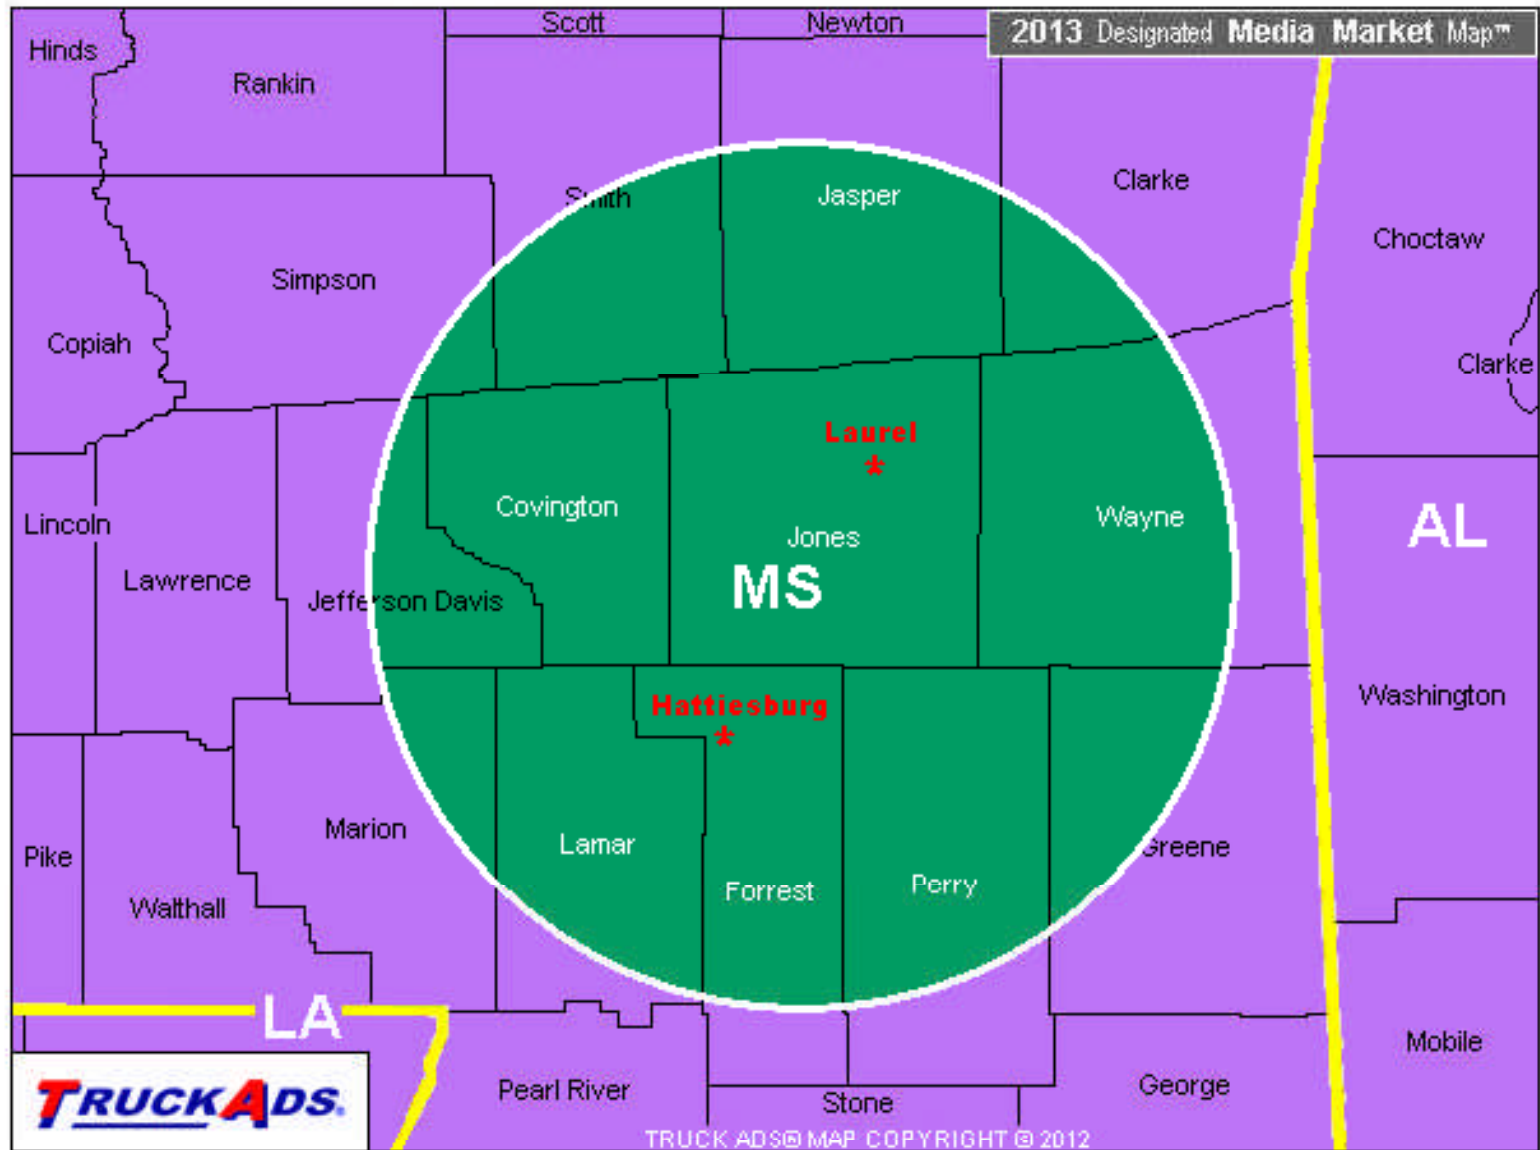 Scott
Newton
2013 Designated Media Market Map™
Hinds
Rankin
Clarke
Smith
Jasper
Choctaw
Simpson
Copiah
Clarke
Laurel
*
Covington
Wayne
Lincoln
AL
Jones
Lawrence
MS
Jefferson Davis
Washington
Hattiesburg
*
Marion
Lamar
Greene
Pike
Forrest
Perry
Walthall
LA
Mobile
TRUCKADS.
Pearl River
George
Stone
TRUCK ADS® MAP COPYRIGHT © 2012